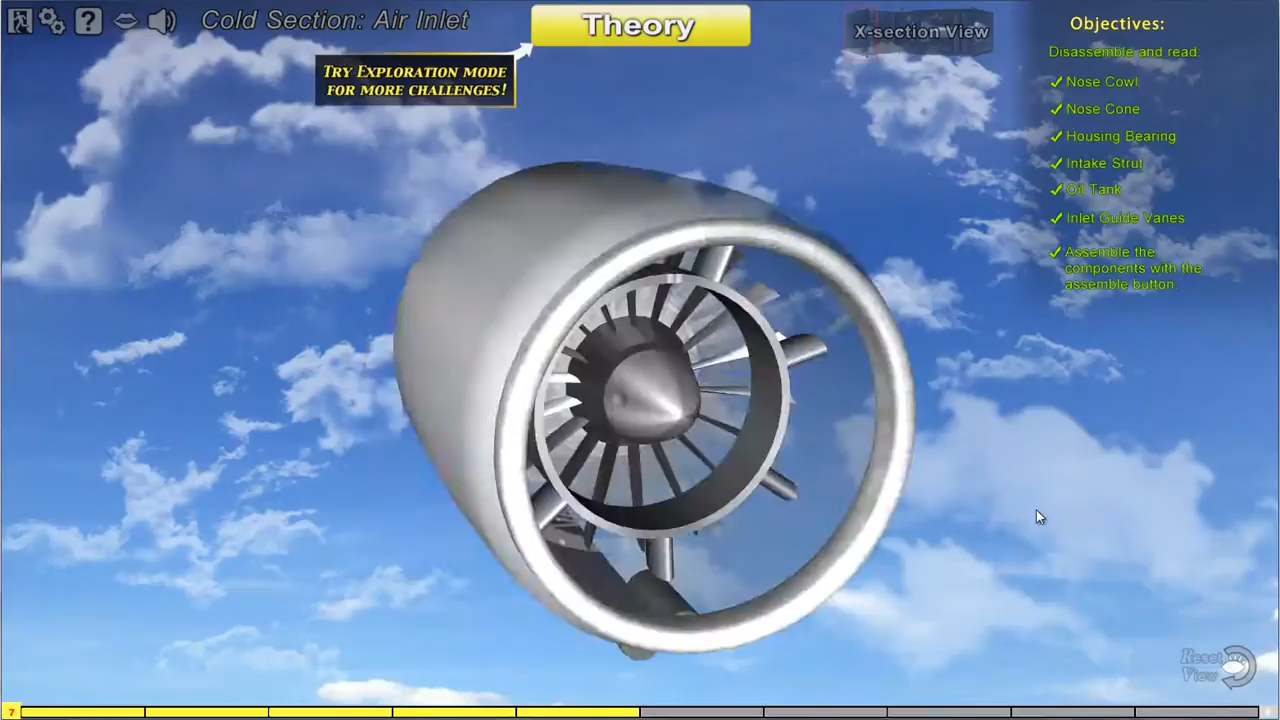 Cold Section: Air Inlet
Theory
TRY EXPLORATION MODE
FOR MORE CHALLENGES!
X-section View
Objectives:
Disassemble and read:
✓ Nose Cowl
✓ Nose Cone
✓ Housing Bearing
✓ Intake Strut
✓ Oil Tank
✓ Inlet Guide Vanes
✓ Assemble the
components with the
assemble button.
Reset
View
7